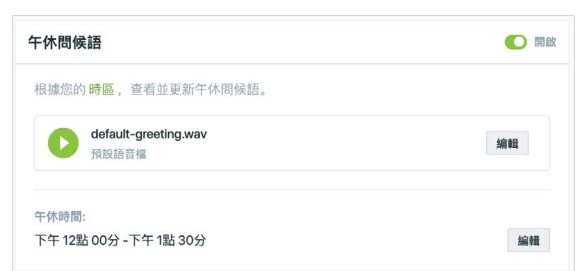 午休問候語
開啟
根據您的 時區，查看並更新午休問候語。
default-greeting.wav
預設語音檔
編輯
午休時間:
下午 12點 00分 -下午 1點 30分
編輯